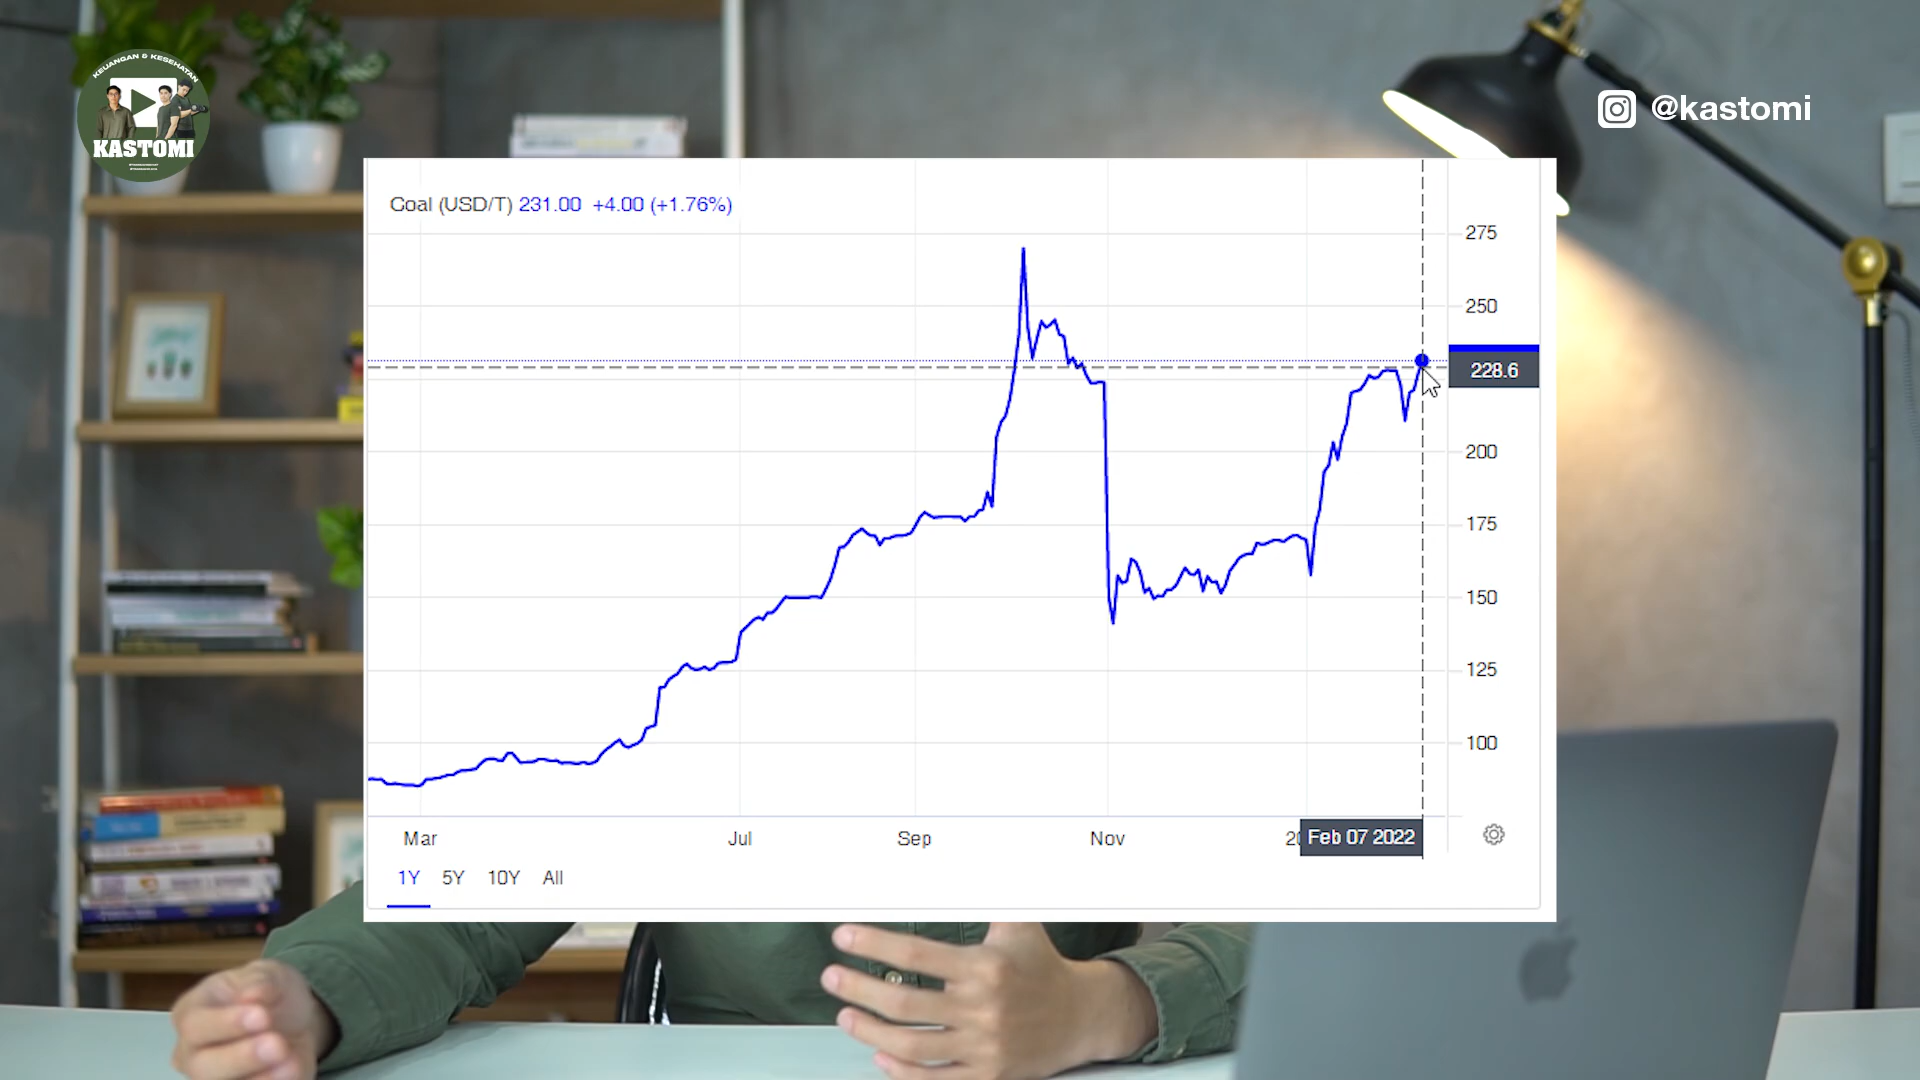 KEUANGAN & KESEHATAN
KASTOMI
@kastomi
Coal (USD/T) 231.00 +4.00 (+1.76%)
275
250
228.6
200
175
150
125
100
Mar
Jul
Sep
Nov
20
Feb 07 2022
1Y 5Y 10Y All